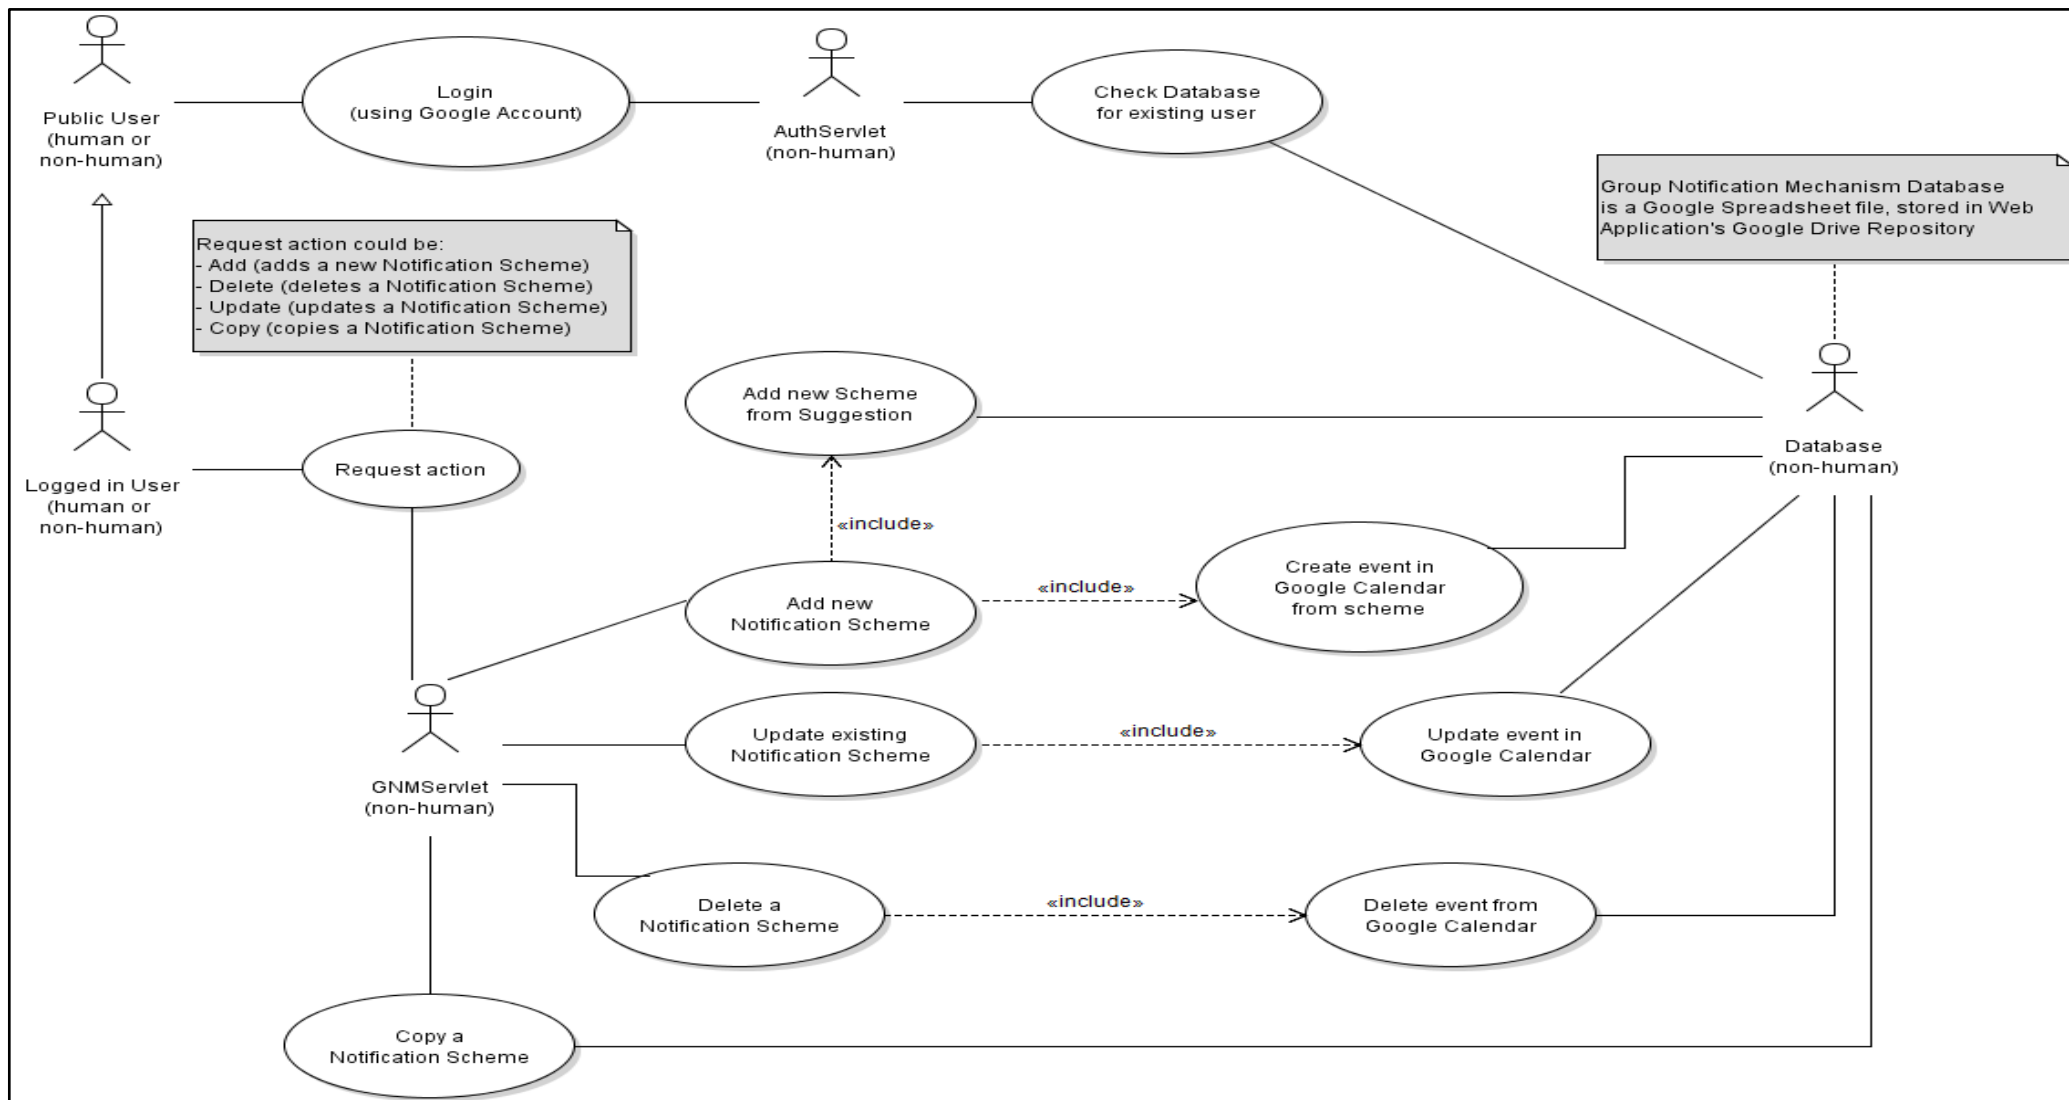 Public User
(human or
non-human)
Login
(using Google Account)
AuthServlet
(non-human)
Check Database
for existing user
Group Notification Mechanism Database
is a Google Spreadsheet file, stored in Web
Application's Google Drive Repository
Request action could be:
- Add (adds a new Notification Scheme)
- Delete (deletes a Notification Scheme)
- Update (updates a Notification Scheme)
- Copy (copies a Notification Scheme)
Add new Scheme
from Suggestion
Database
(non-human)
Logged in User
(human or
non-human)
Request action
«include»
Add new
Notification Scheme
«include»
Create event in
Google Calendar
from scheme
GNMServlet
(non-human)
Update existing
Notification Scheme
«include»
Update event in
Google Calendar
Delete a
Notification Scheme
«include»
Delete event from
Google Calendar
Copy a
Notification Scheme